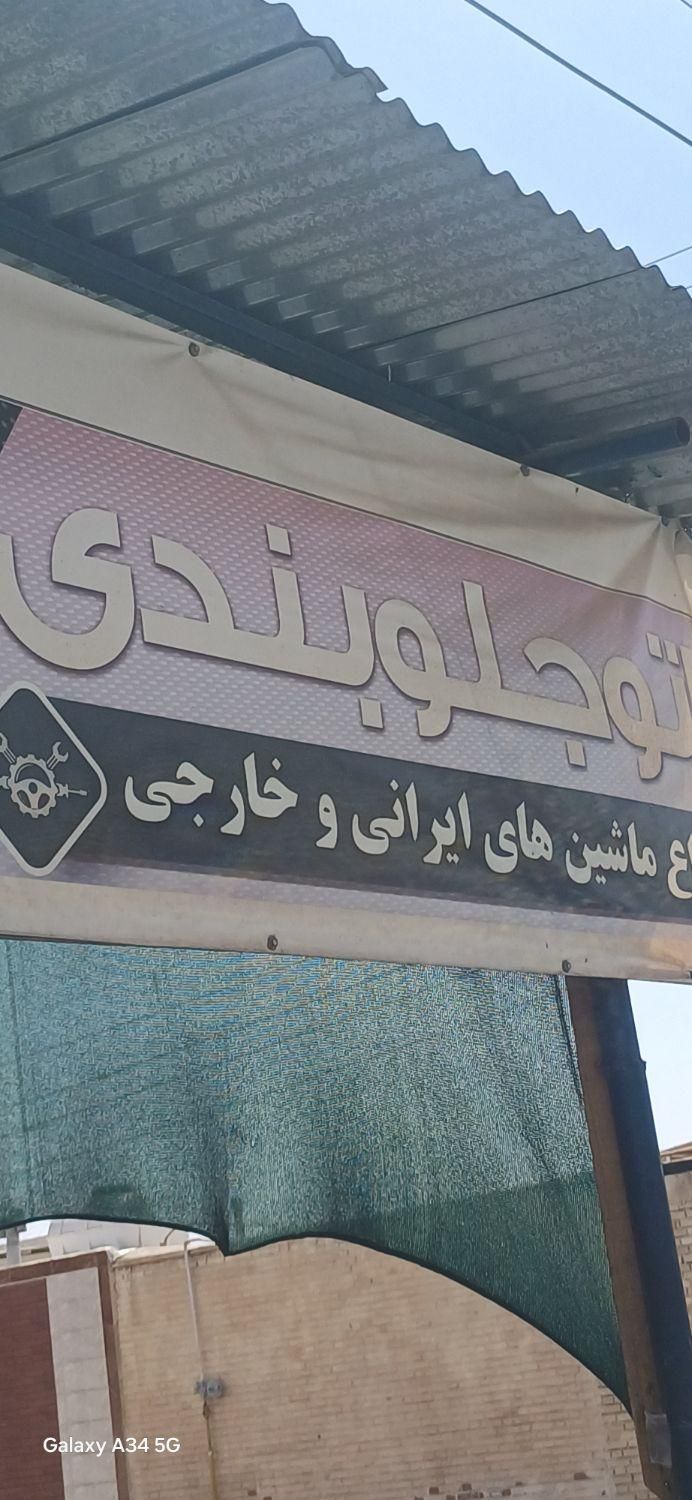 توجلوبندی
ماشین های ایرانی و خارجی
Galaxy A34 5G